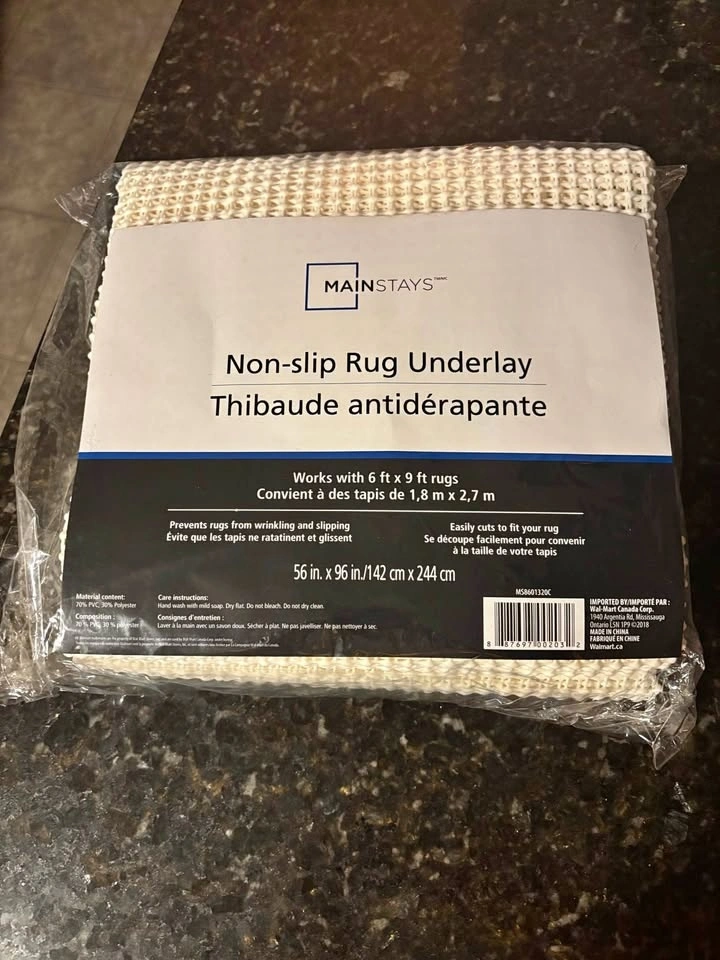 MAINSTAYS
Non-slip Rug Underlay
Thibaude antidérapante
Works with 6 ft x 9 ft rugs
Convient à des tapis de 1,8 m x 2,7 m
Prevents rugs from wrinkling and slipping
Évite que les tapis ne ratatinent et glissent
Easily cuts to fit your rug
Se découpe facilement pour convenir
à la taille de votre tapis
56 in. x 96 in./142 cm x 244 cm
Material content:
70% PVC, 30% Polyester
Composition :
70 % PVC, 30 % polyester
Care instructions:
Hand wash with mild soap. Dry flat. Do not bleach. Do not dry clean.
Consignes d'entretien :
Laver à la main avec un savon doux. Sécher à plat. Ne pas javelliser. Ne pas nettoyer à sec.
MS8601320C
8 87697 00203 2
IMPORTED BY/IMPORTÉ PAR :
Wal-Mart Canada Corp.
1940 Argentia Rd, Mississauga
Ontario L5N 1P9 ©2018
MADE IN CHINA
FABRIQUÉ EN CHINE
Walmart.ca